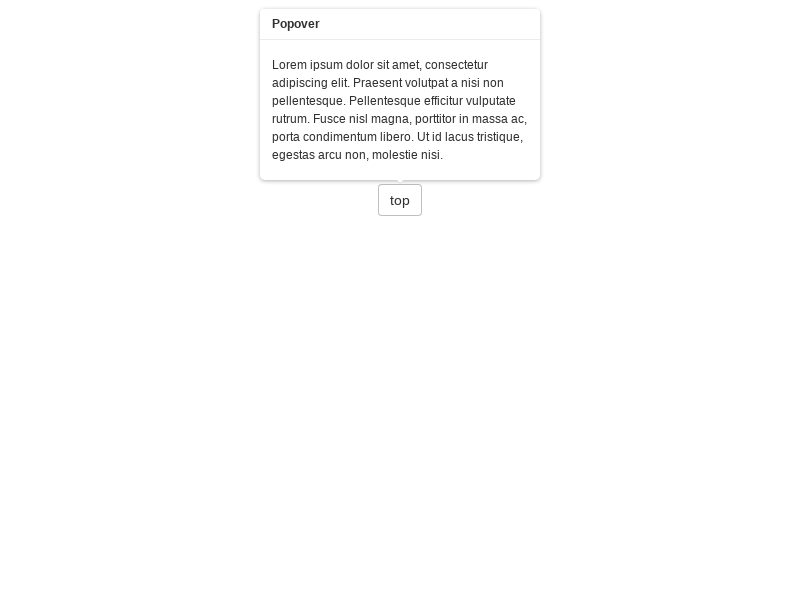 Popover
Lorem ipsum dolor sit amet, consectetur
adipiscing elit. Praesent volutpat a nisi non
pellentesque. Pellentesque efficitur vulputate
rutrum. Fusce nisl magna, porttitor in massa ac,
porta condimentum libero. Ut id lacus tristique,
egestas arcu non, molestie nisi.
top